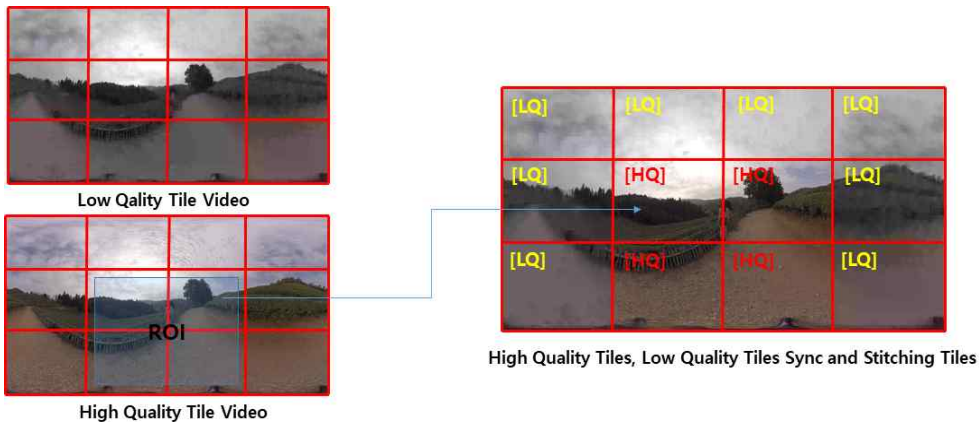 Low Qality Tile Video
ROI
High Quality Tile Video
[LQ] [LQ] [LQ] [LQ]
[LQ] [HQ] [HQ] [LQ]
[LQ] [HQ] [HQ] [LQ]
High Quality Tiles, Low Quality Tiles Sync and Stitching Tiles